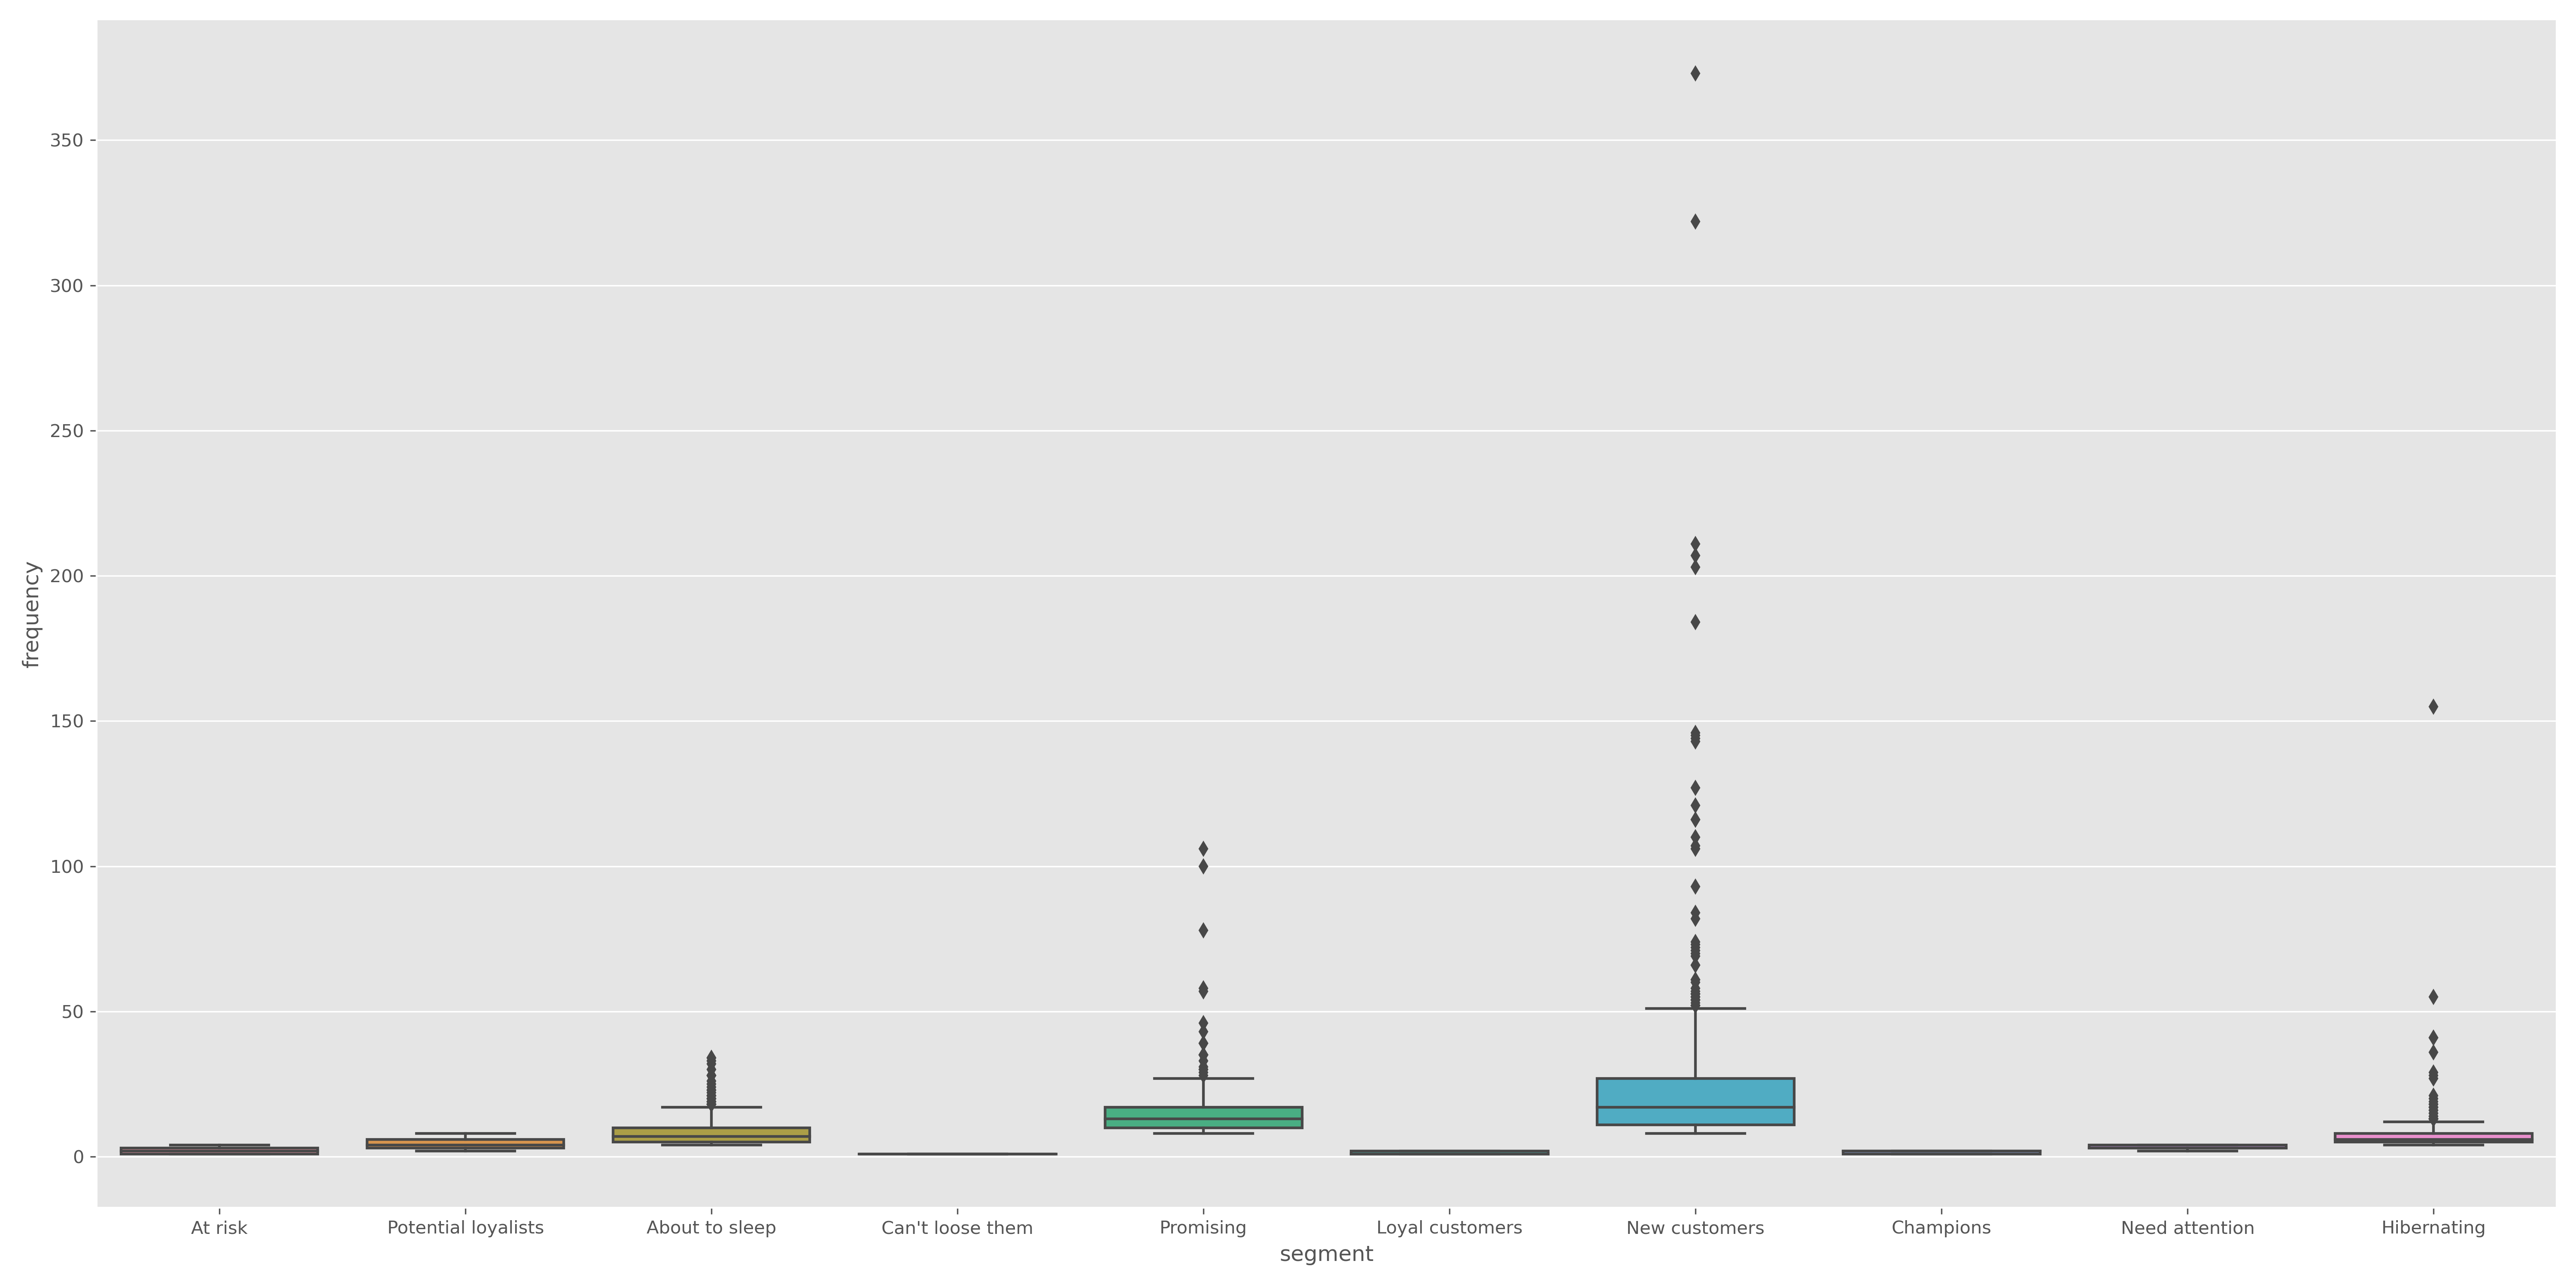 frequency
350
300
250
200
150
100
50
0
At risk
Potential loyalists
About to sleep
Can't loose them
Promising
Loyal customers
New customers
Champions
Need attention
Hibernating
segment